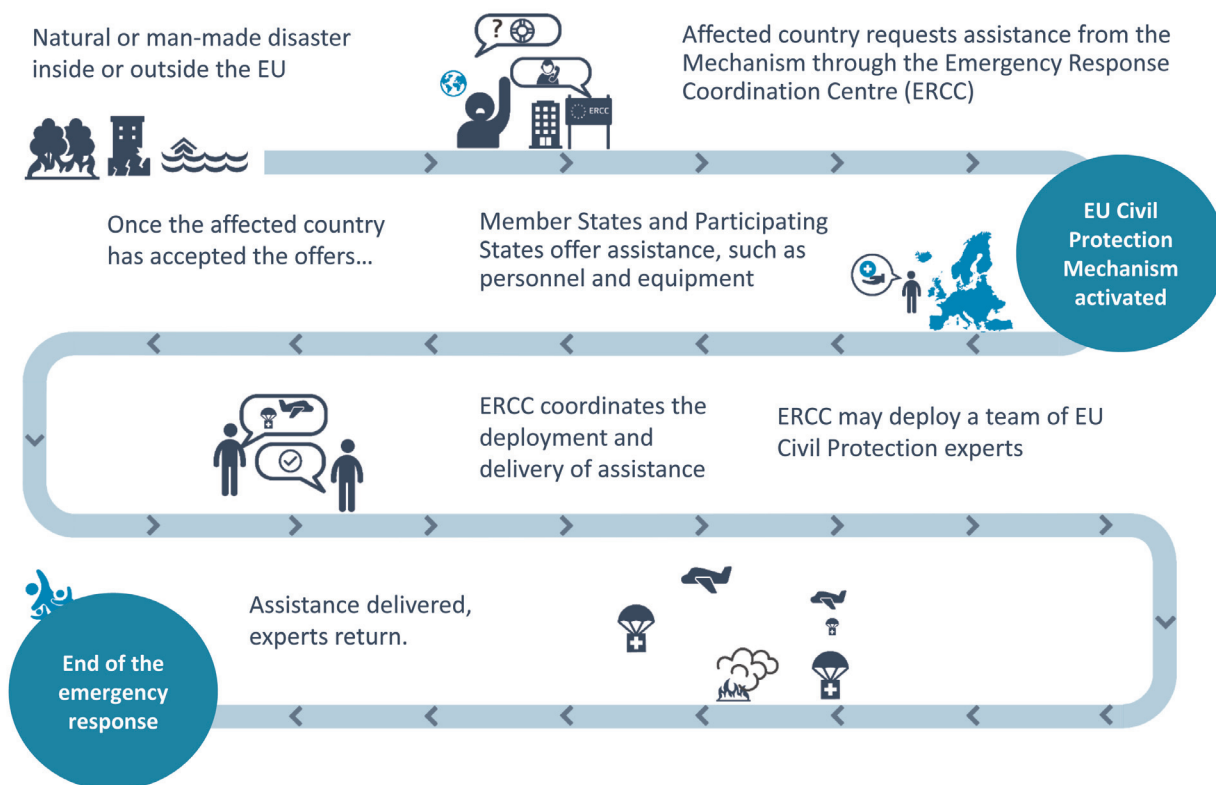 Natural or man-made disaster
inside or outside the EU
?
ERCC
Affected country requests assistance from the
Mechanism through the Emergency Response
Coordination Centre (ERCC)
EU Civil
Protection
Mechanism
activated
Member States and Participating
States offer assistance, such as
personnel and equipment
Once the affected country
has accepted the offers…
ERCC coordinates the
deployment and
delivery of assistance
ERCC may deploy a team of EU
Civil Protection experts
Assistance delivered,
experts return.
End of the
emergency
response